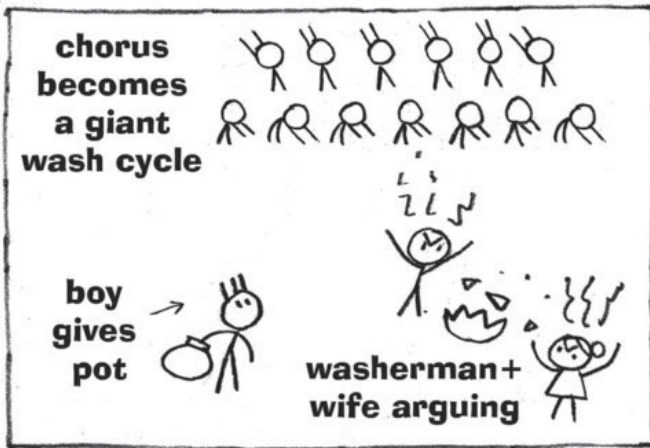 chorus
becomes
a giant
wash cycle
boy
gives
pot
washerman+
wife arguing